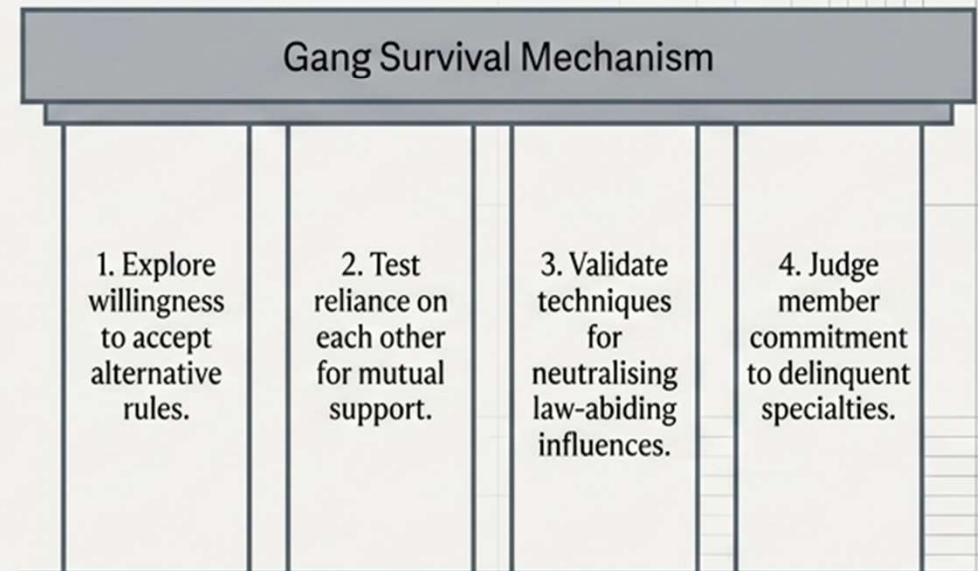 Gang Survival Mechanism
1. Explore
willingness
to accept
alternative
rules.
2. Test
reliance on
each other
for mutual
support.
3. Validate
techniques
for
neutralising
law-abiding
influences.
4. Judge
member
commitment
to delinquent
specialties.